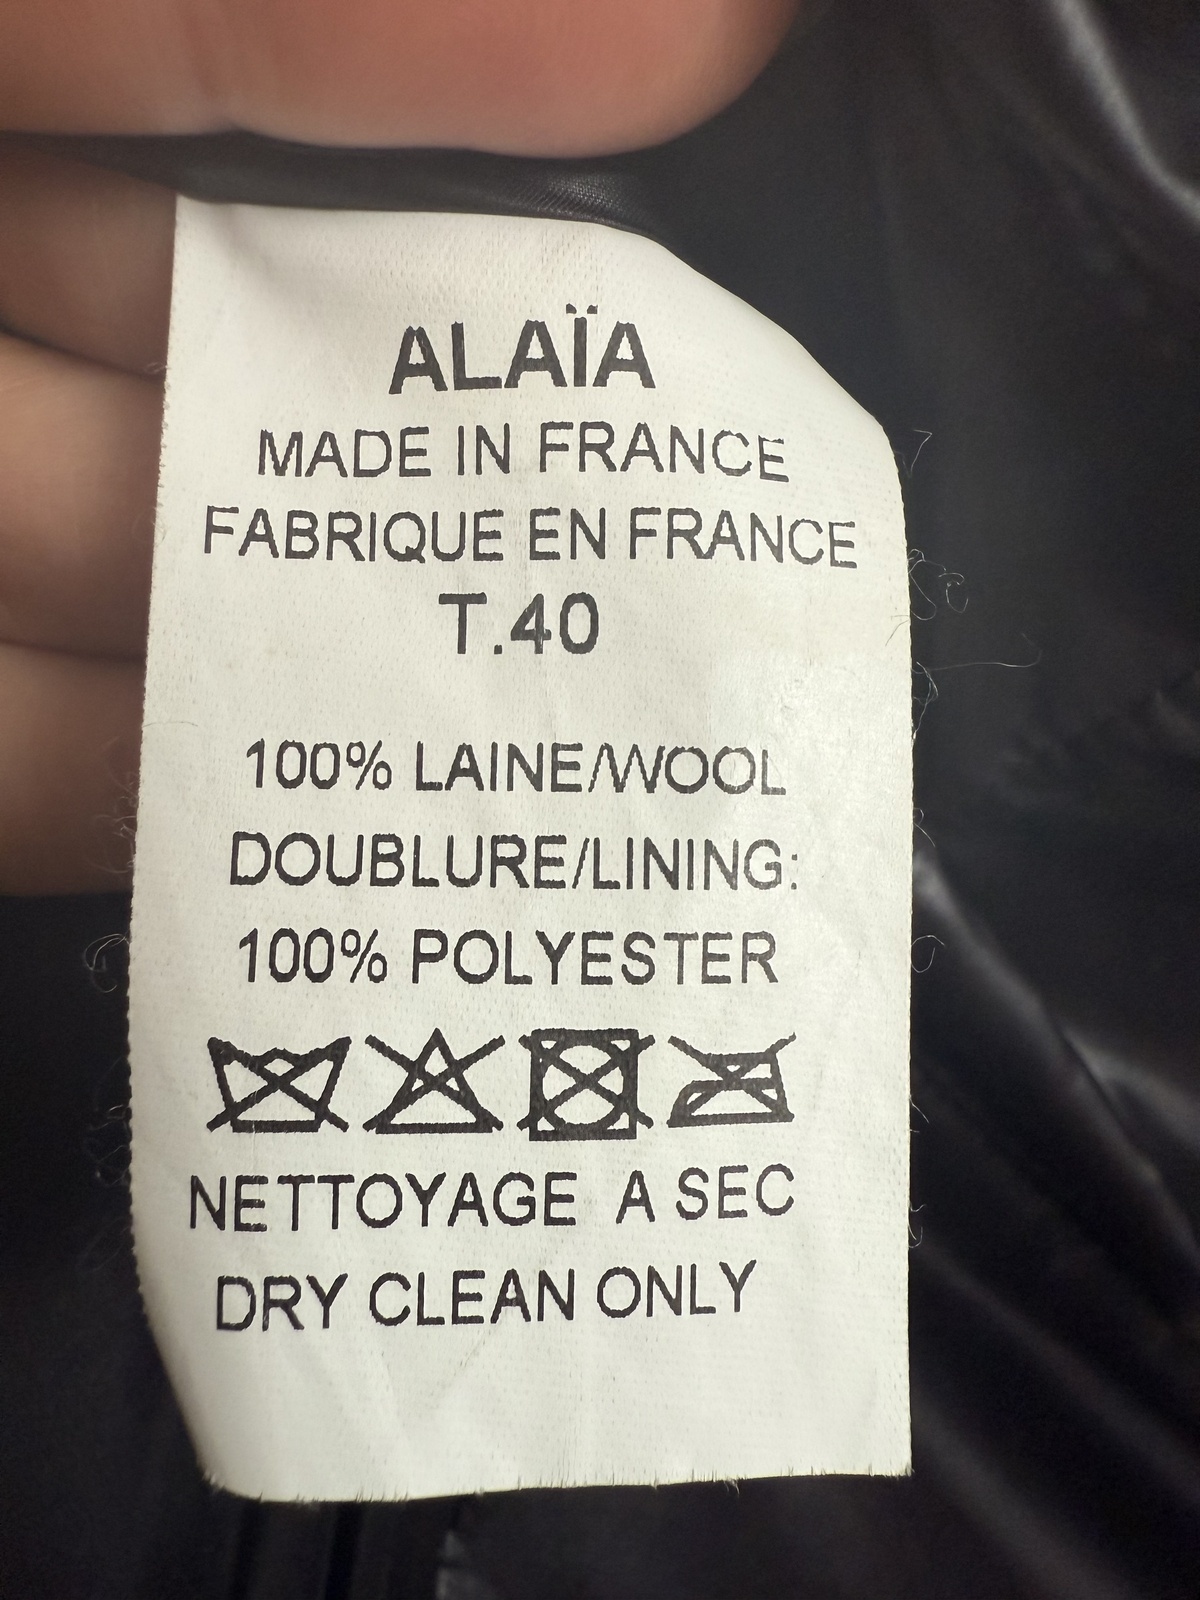 ALAÏA
MADE IN FRANCE
FABRIQUE EN FRANCE
T.40
100% LAINE/WOOL
DOUBLURE/LINING:
100% POLYESTER
NETTOYAGE A SEC
DRY CLEAN ONLY